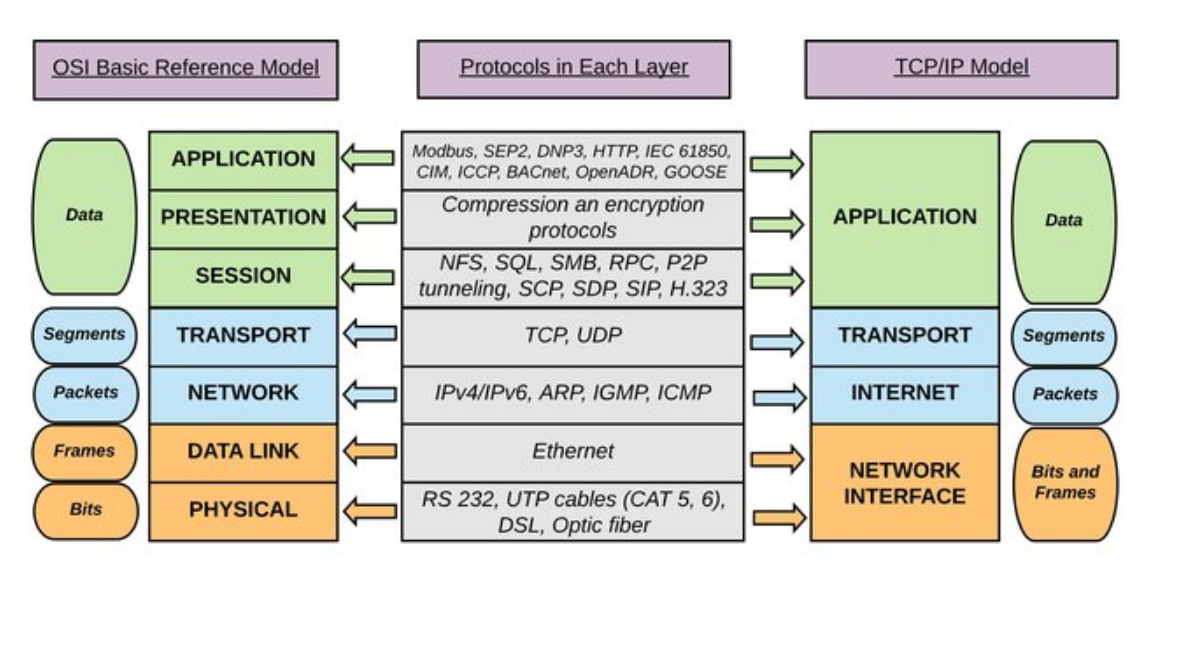 OSI Basic Reference Model
Protocols in Each Layer
TCP/IP Model
Data
APPLICATION
Modbus, SEP2, DNP3, HTTP, IEC 61850,
CIM, ICCP, BACnet, OpenADR, GOOSE
APPLICATION
Data
PRESENTATION
Compression an encryption
protocols
SESSION
NFS, SQL, SMB, RPC, P2P
tunneling, SCP, SDP, SIP, H.323
Segments
TRANSPORT
TCP, UDP
TRANSPORT
Segments
Packets
NETWORK
IPv4/IPv6, ARP, IGMP, ICMP
INTERNET
Packets
Frames
DATA LINK
Ethernet
NETWORK
INTERFACE
Bits and
Frames
Bits
PHYSICAL
RS 232, UTP cables (CAT 5, 6),
DSL, Optic fiber